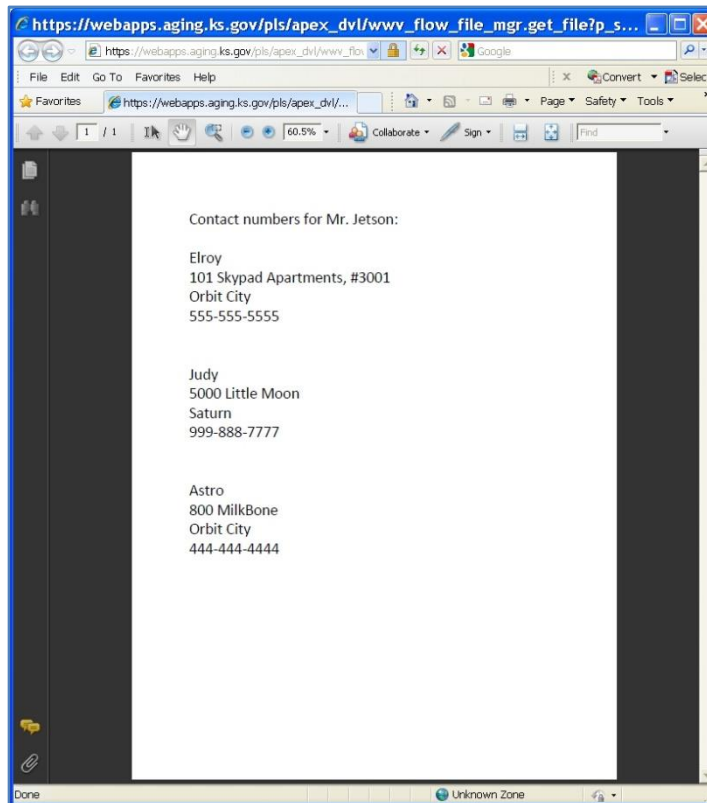 https://webapps.aging.ks.gov/pls/apex_dvl/wwv_flow_file_mgr.get_file?p_s...
https://webapps.aging.ks.gov/pls/apex_dvl/wwv_flo
Google
File Edit Go To Favorites Help
x Convert Selec
Favorites
https://webapps.aging.ks.gov/pls/apex_dvl/...
Page Safety Tools
1 / 1
60.5%
Collaborate
Sign
Find
Contact numbers for Mr. Jetson:
Elroy
101 Skypad Apartments, #3001
Orbit City
555-555-5555
Judy
5000 Little Moon
Saturn
999-888-7777
Astro
800 MilkBone
Orbit City
444-444-4444
Done
Unknown Zone